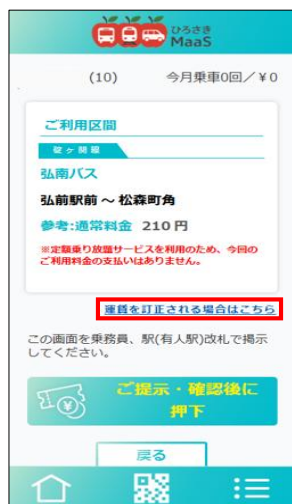 ひろさき
MaaS
(10) 今月乗車0回／¥0
ご利用区間
碇ヶ関線
弘南バス
弘前駅前 ～ 松森町角
参考:通常料金 210 円
※定額乗り放題サービスを利用のため、今回の
ご利用料金の支払いはありません。
運賃を訂正される場合はこちら
この画面を乗務員、駅(有人駅)改札で掲示
してください。
ご提示・確認後に
押下
戻る